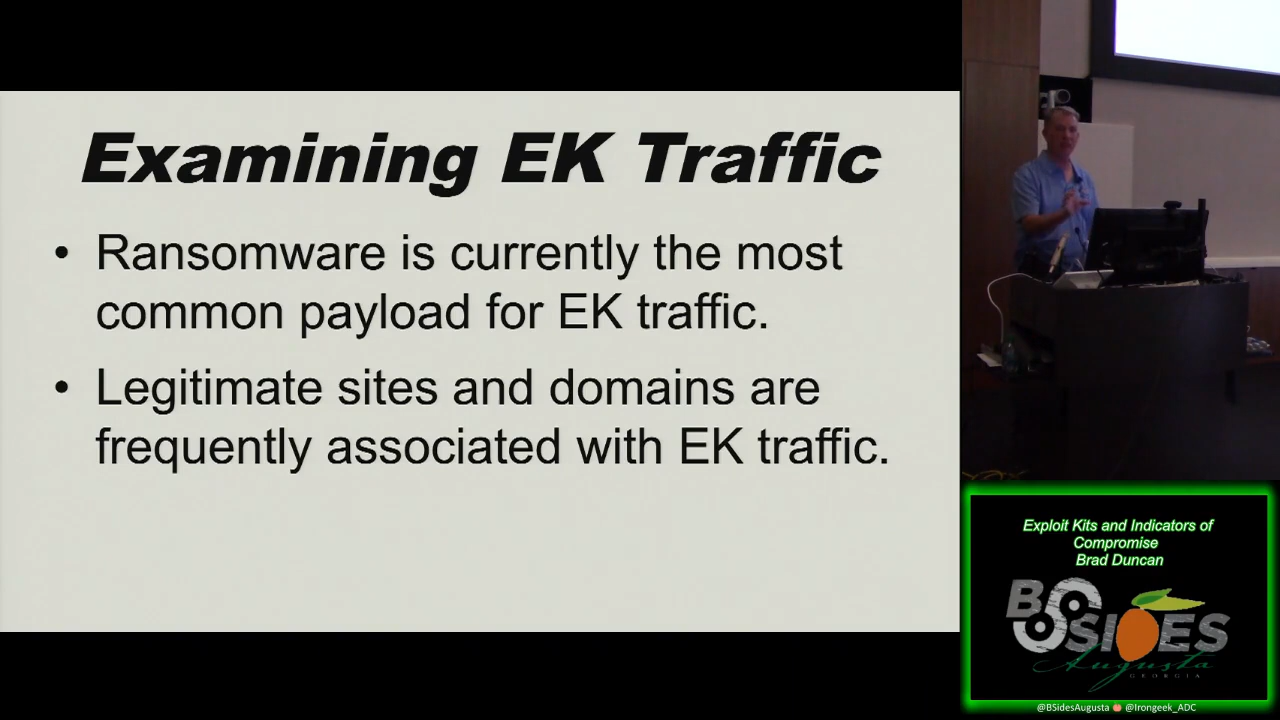 Examining EK Traffic
• Ransomware is currently the most
common payload for EK traffic.
• Legitimate sites and domains are
frequently associated with EK traffic.
Exploit Kits and Indicators of
Compromise
Brad Duncan
BSIDES
Augusta
GEORGIA
@BSidesAugusta @Irongeek_ADC